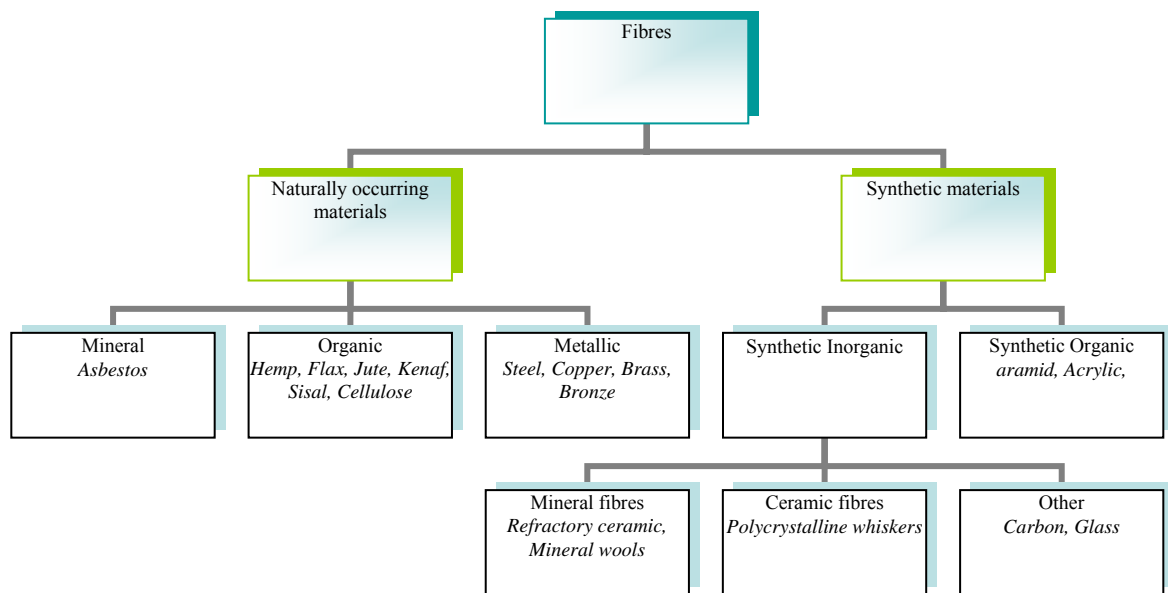 Fibres
Naturally occurring
materials
Synthetic materials
Mineral
Asbestos
Organic
Hemp, Flax, Jute, Kenaf,
Sisal, Cellulose
Metallic
Steel, Copper, Brass,
Bronze
Synthetic Inorganic
Synthetic Organic
aramid, Acrylic,
Mineral fibres
Refractory ceramic,
Mineral wools
Ceramic fibres
Polycrystalline whiskers
Other
Carbon, Glass